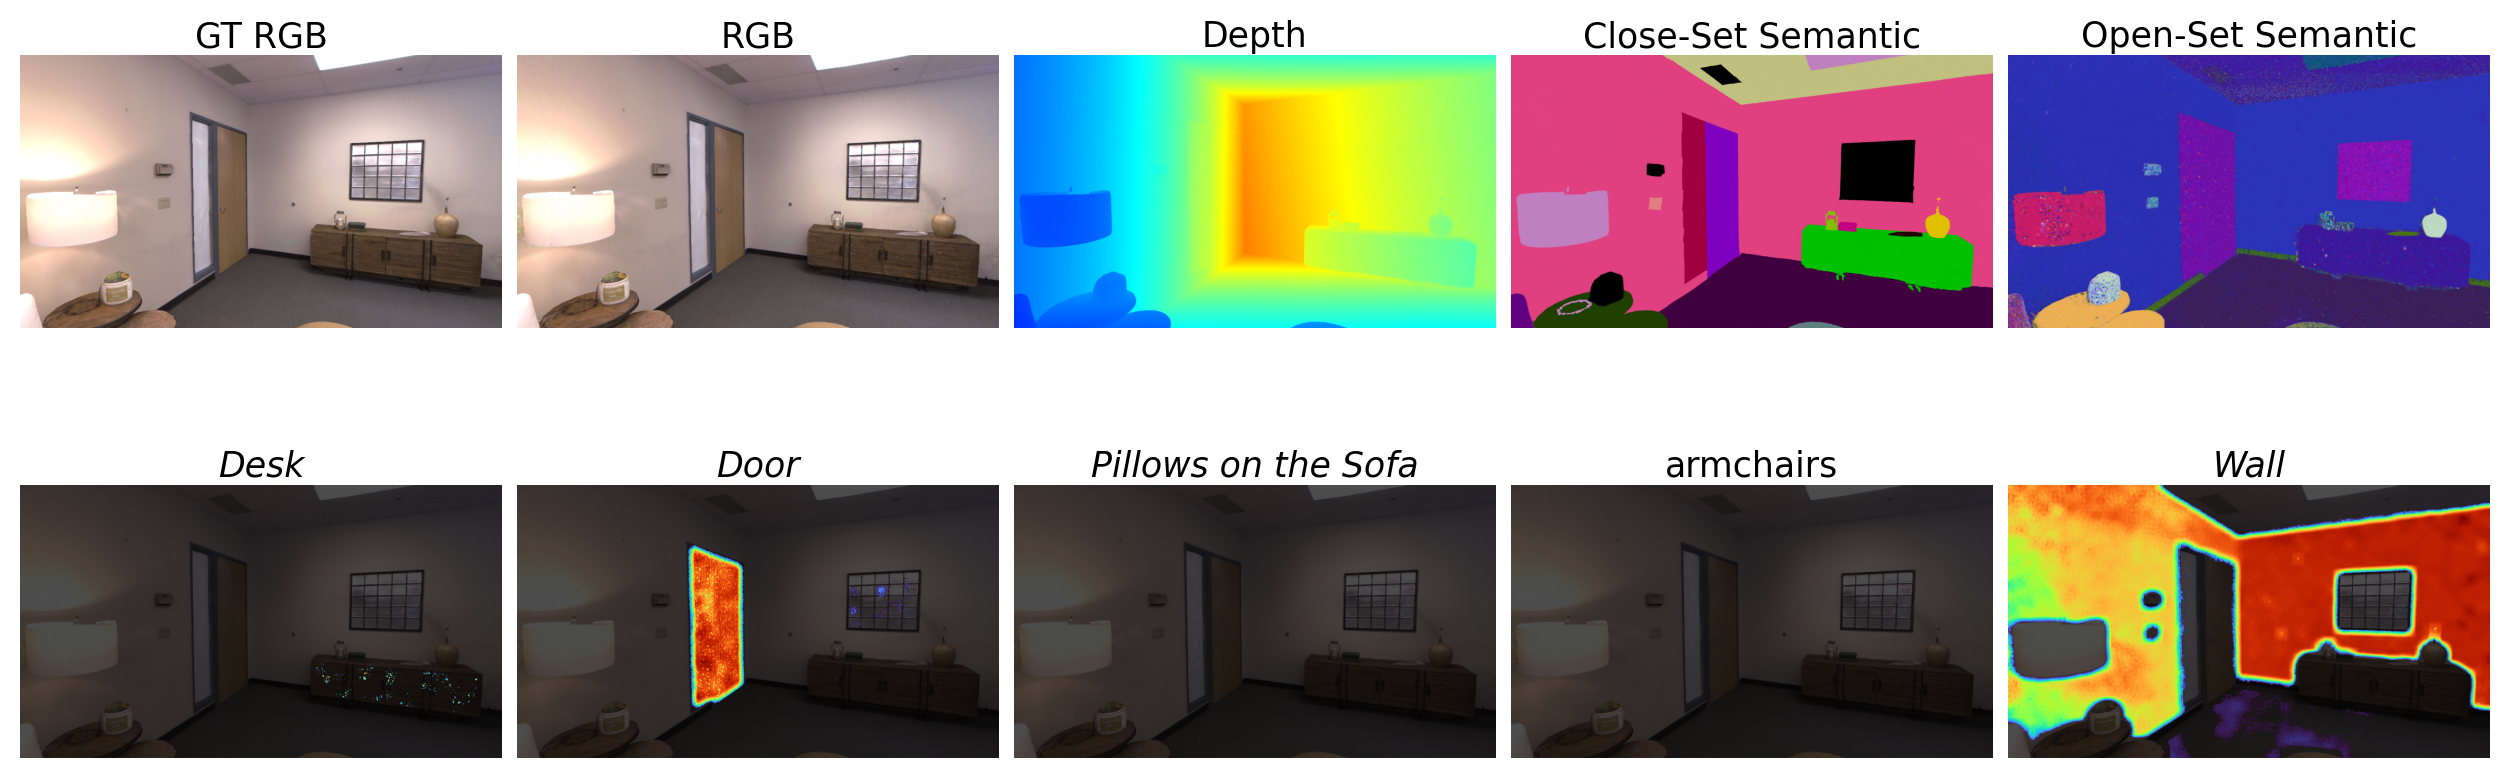 GT RGB
RGB
Depth
Close-Set Semantic
Open-Set Semantic
Desk
Door
Pillows on the Sofa
armchairs
Wall